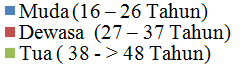 Muda (16 – 26 Tahun)
Dewasa (27 – 37 Tahun)
Tua ( 38 - > 48 Tahun)